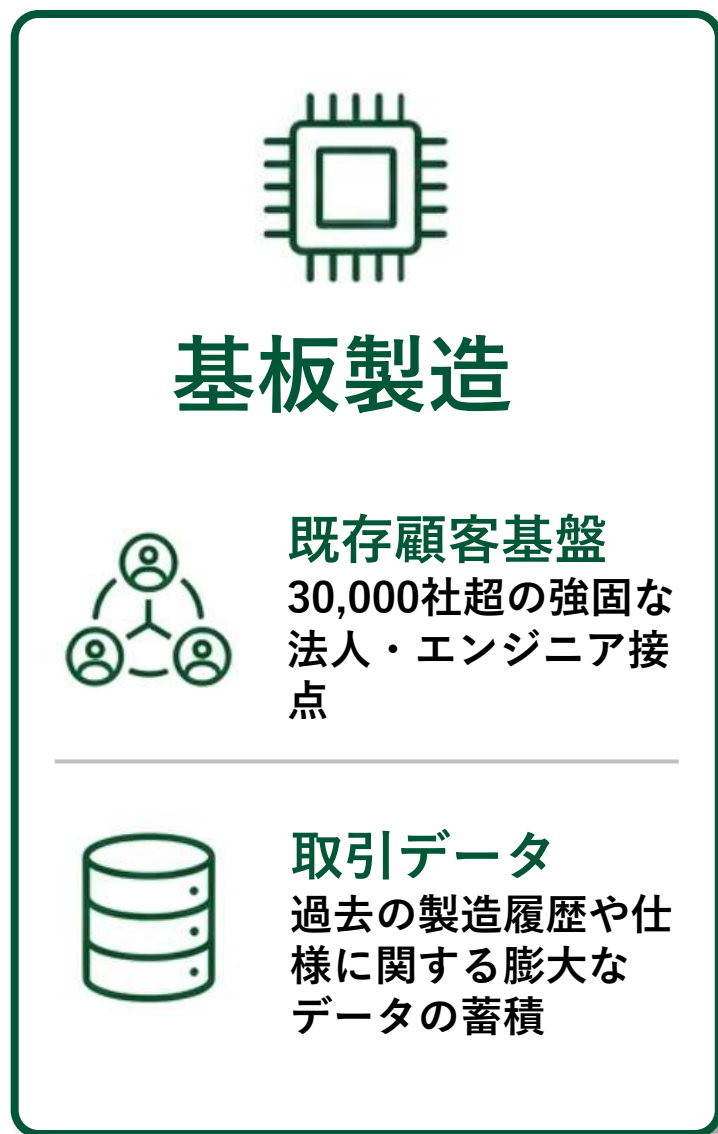 基板製造
既存顧客基盤
30,000社超の強固な
法人・エンジニア接
点
取引データ
過去の製造履歴や仕
様に関する膨大な
データの蓄積